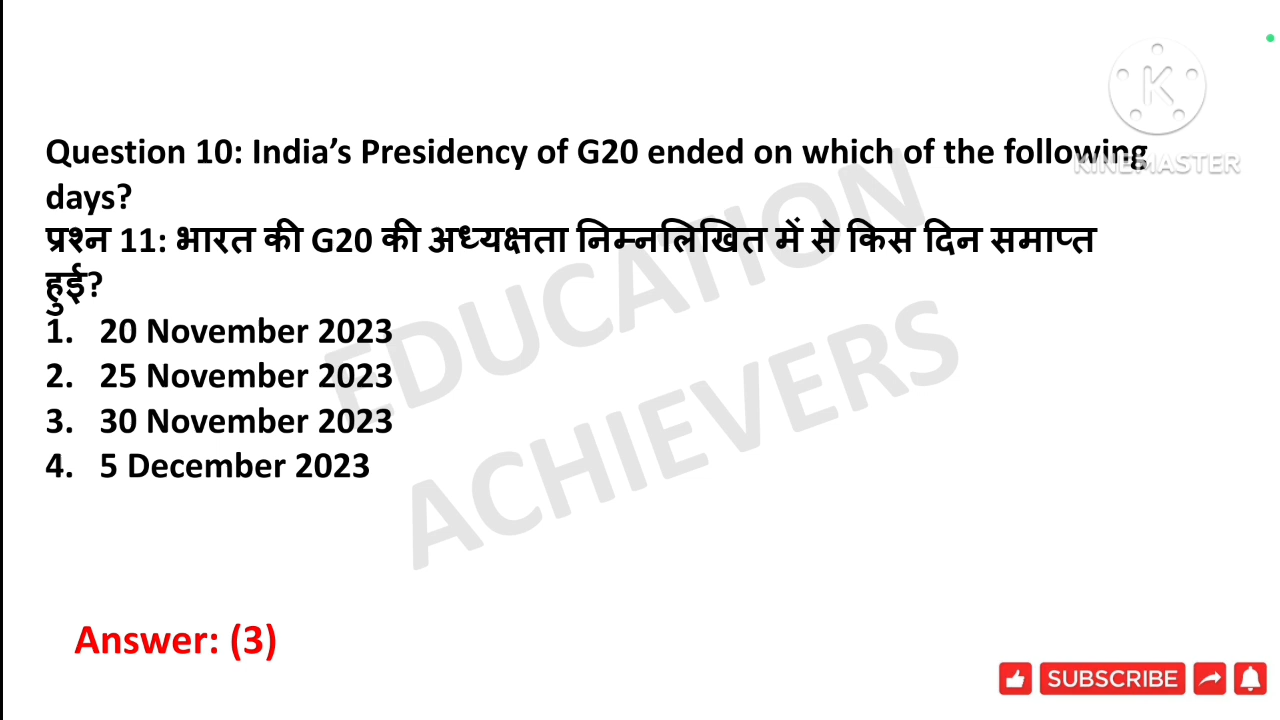 Question 10: India’s Presidency of G20 ended on which of the following
days?
प्रश्न 11: भारत की G20 की अध्यक्षता निम्नलिखित में से किस दिन समाप्त
हुई?
1. 20 November 2023
2. 25 November 2023
3. 30 November 2023
4. 5 December 2023
Answer: (3)
EDUCATION
ACHIEVERS
K
KINEMASTER
SUBSCRIBE